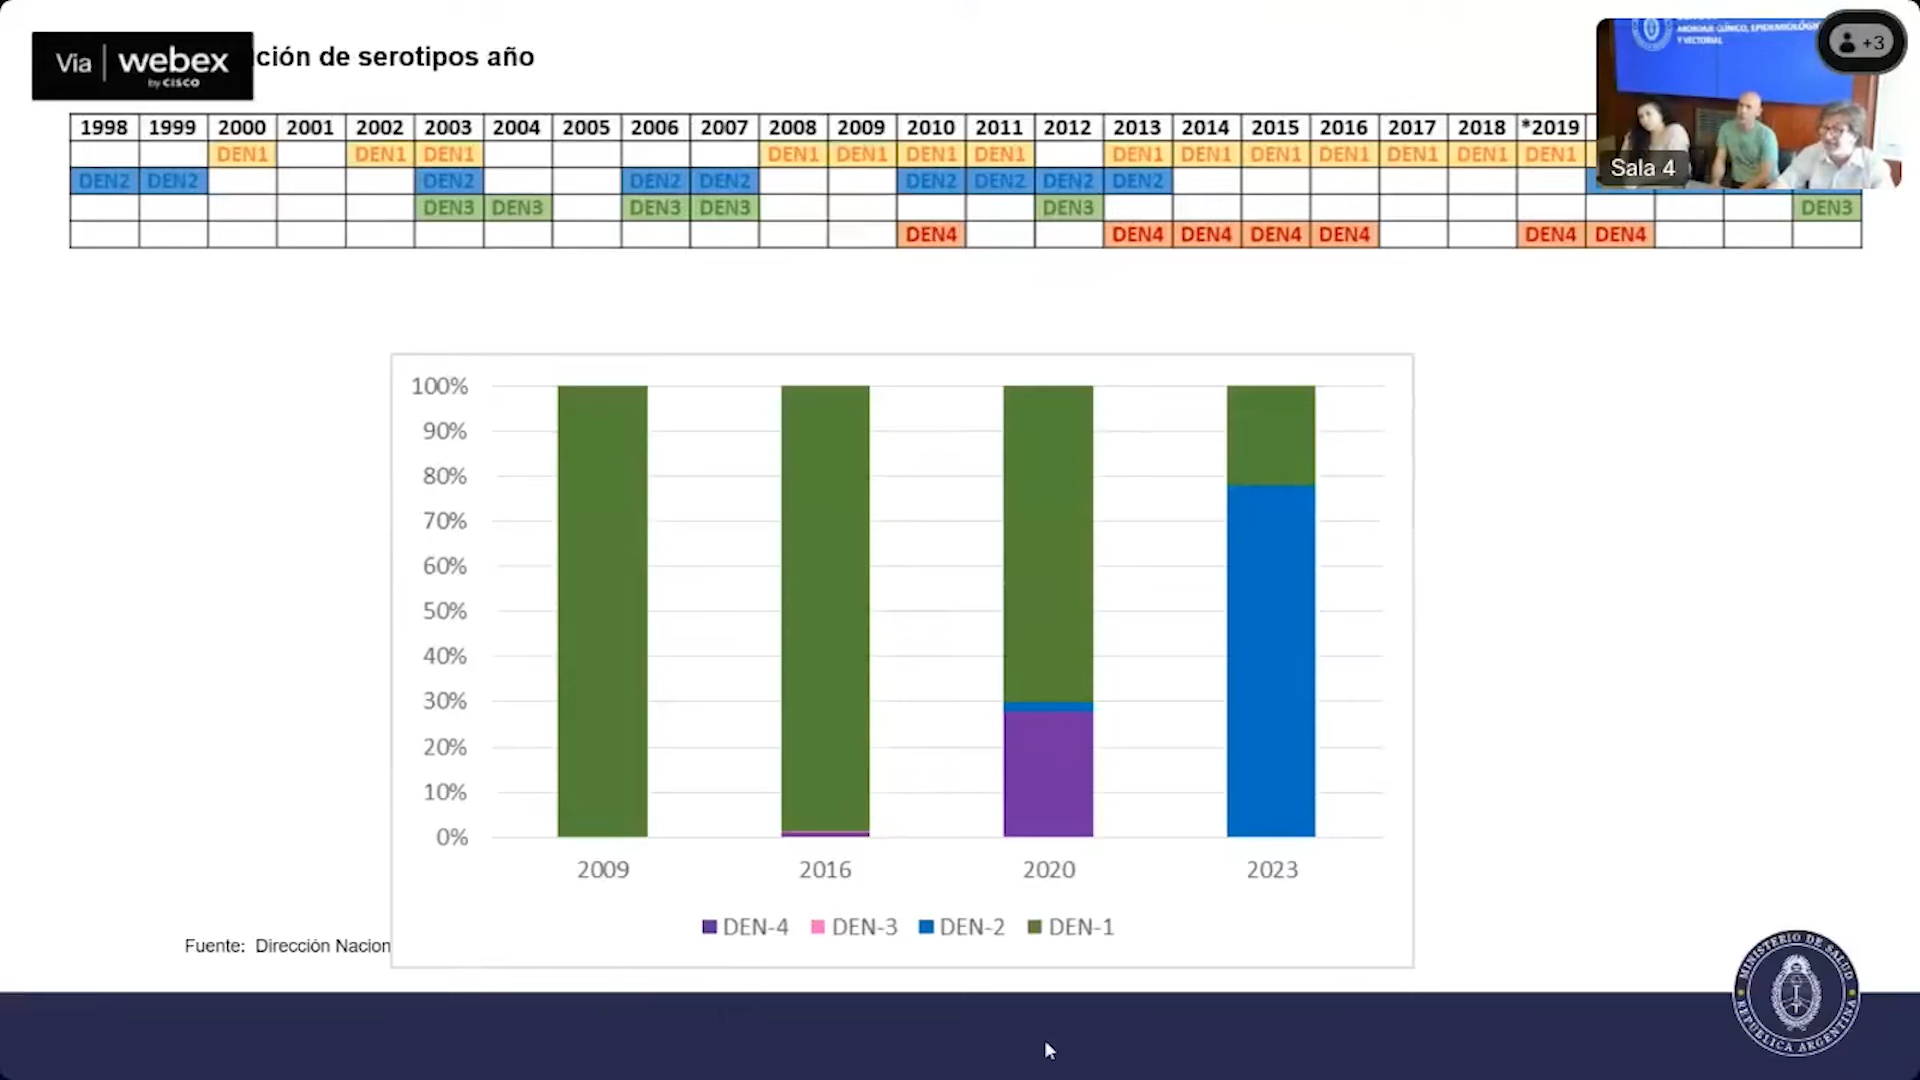 Via webex
by CISCO
ción de serotipos año
ABORDAJE CLÍNICO, EPIDEMIOLÓGI
Y VECTORIAL
+3
Sala 4
1998 1999 2000 2001 2002 2003 2004 2005 2006 2007 2008 2009 2010 2011 2012 2013 2014 2015 2016 2017 2018 *2019
DEN1 DEN1 DEN1 DEN1 DEN1 DEN1 DEN1 DEN1 DEN1 DEN1 DEN1 DEN1 DEN1 DEN1
DEN2 DEN2 DEN2 DEN2 DEN2 DEN2 DEN2 DEN2 DEN2
DEN3 DEN3 DEN3 DEN3 DEN3 DEN3
DEN4 DEN4 DEN4 DEN4 DEN4 DEN4 DEN4
100%
90%
80%
70%
60%
50%
40%
30%
20%
10%
0%
2009 2016 2020 2023
DEN-4 DEN-3 DEN-2 DEN-1
Fuente: Dirección Nacion
MINISTERIO DE SALUD
REPUBLICA ARGENTINA